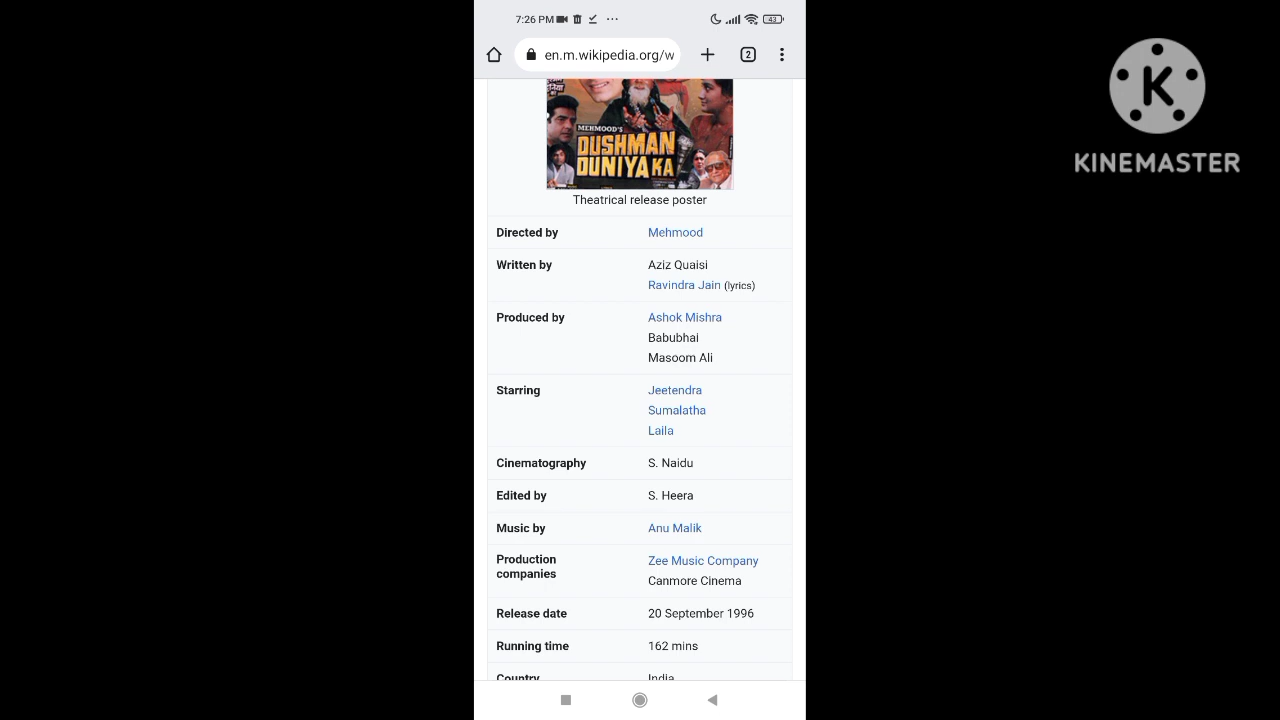 7:26 PM
43
en.m.wikipedia.org/w
2
MEHMOOD'S
DUSHMAN
DUNIYA KA
Theatrical release poster
Directed by
Mehmood
Written by
Aziz Quaisi
Ravindra Jain (lyrics)
Produced by
Ashok Mishra
Babubhai
Masoom Ali
Starring
Jeetendra
Sumalatha
Laila
Cinematography
S. Naidu
Edited by
S. Heera
Music by
Anu Malik
Production
companies
Zee Music Company
Canmore Cinema
Release date
20 September 1996
Running time
162 mins
Country
India
K
KINEMASTER